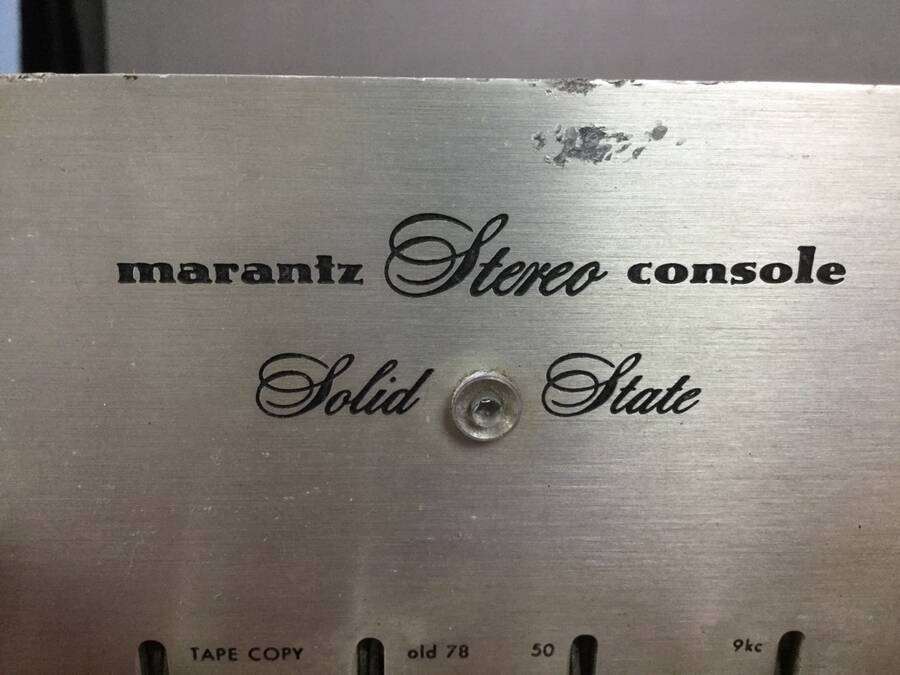 marantz Stereo console
Solid State
TAPE COPY old 78 50 9kc